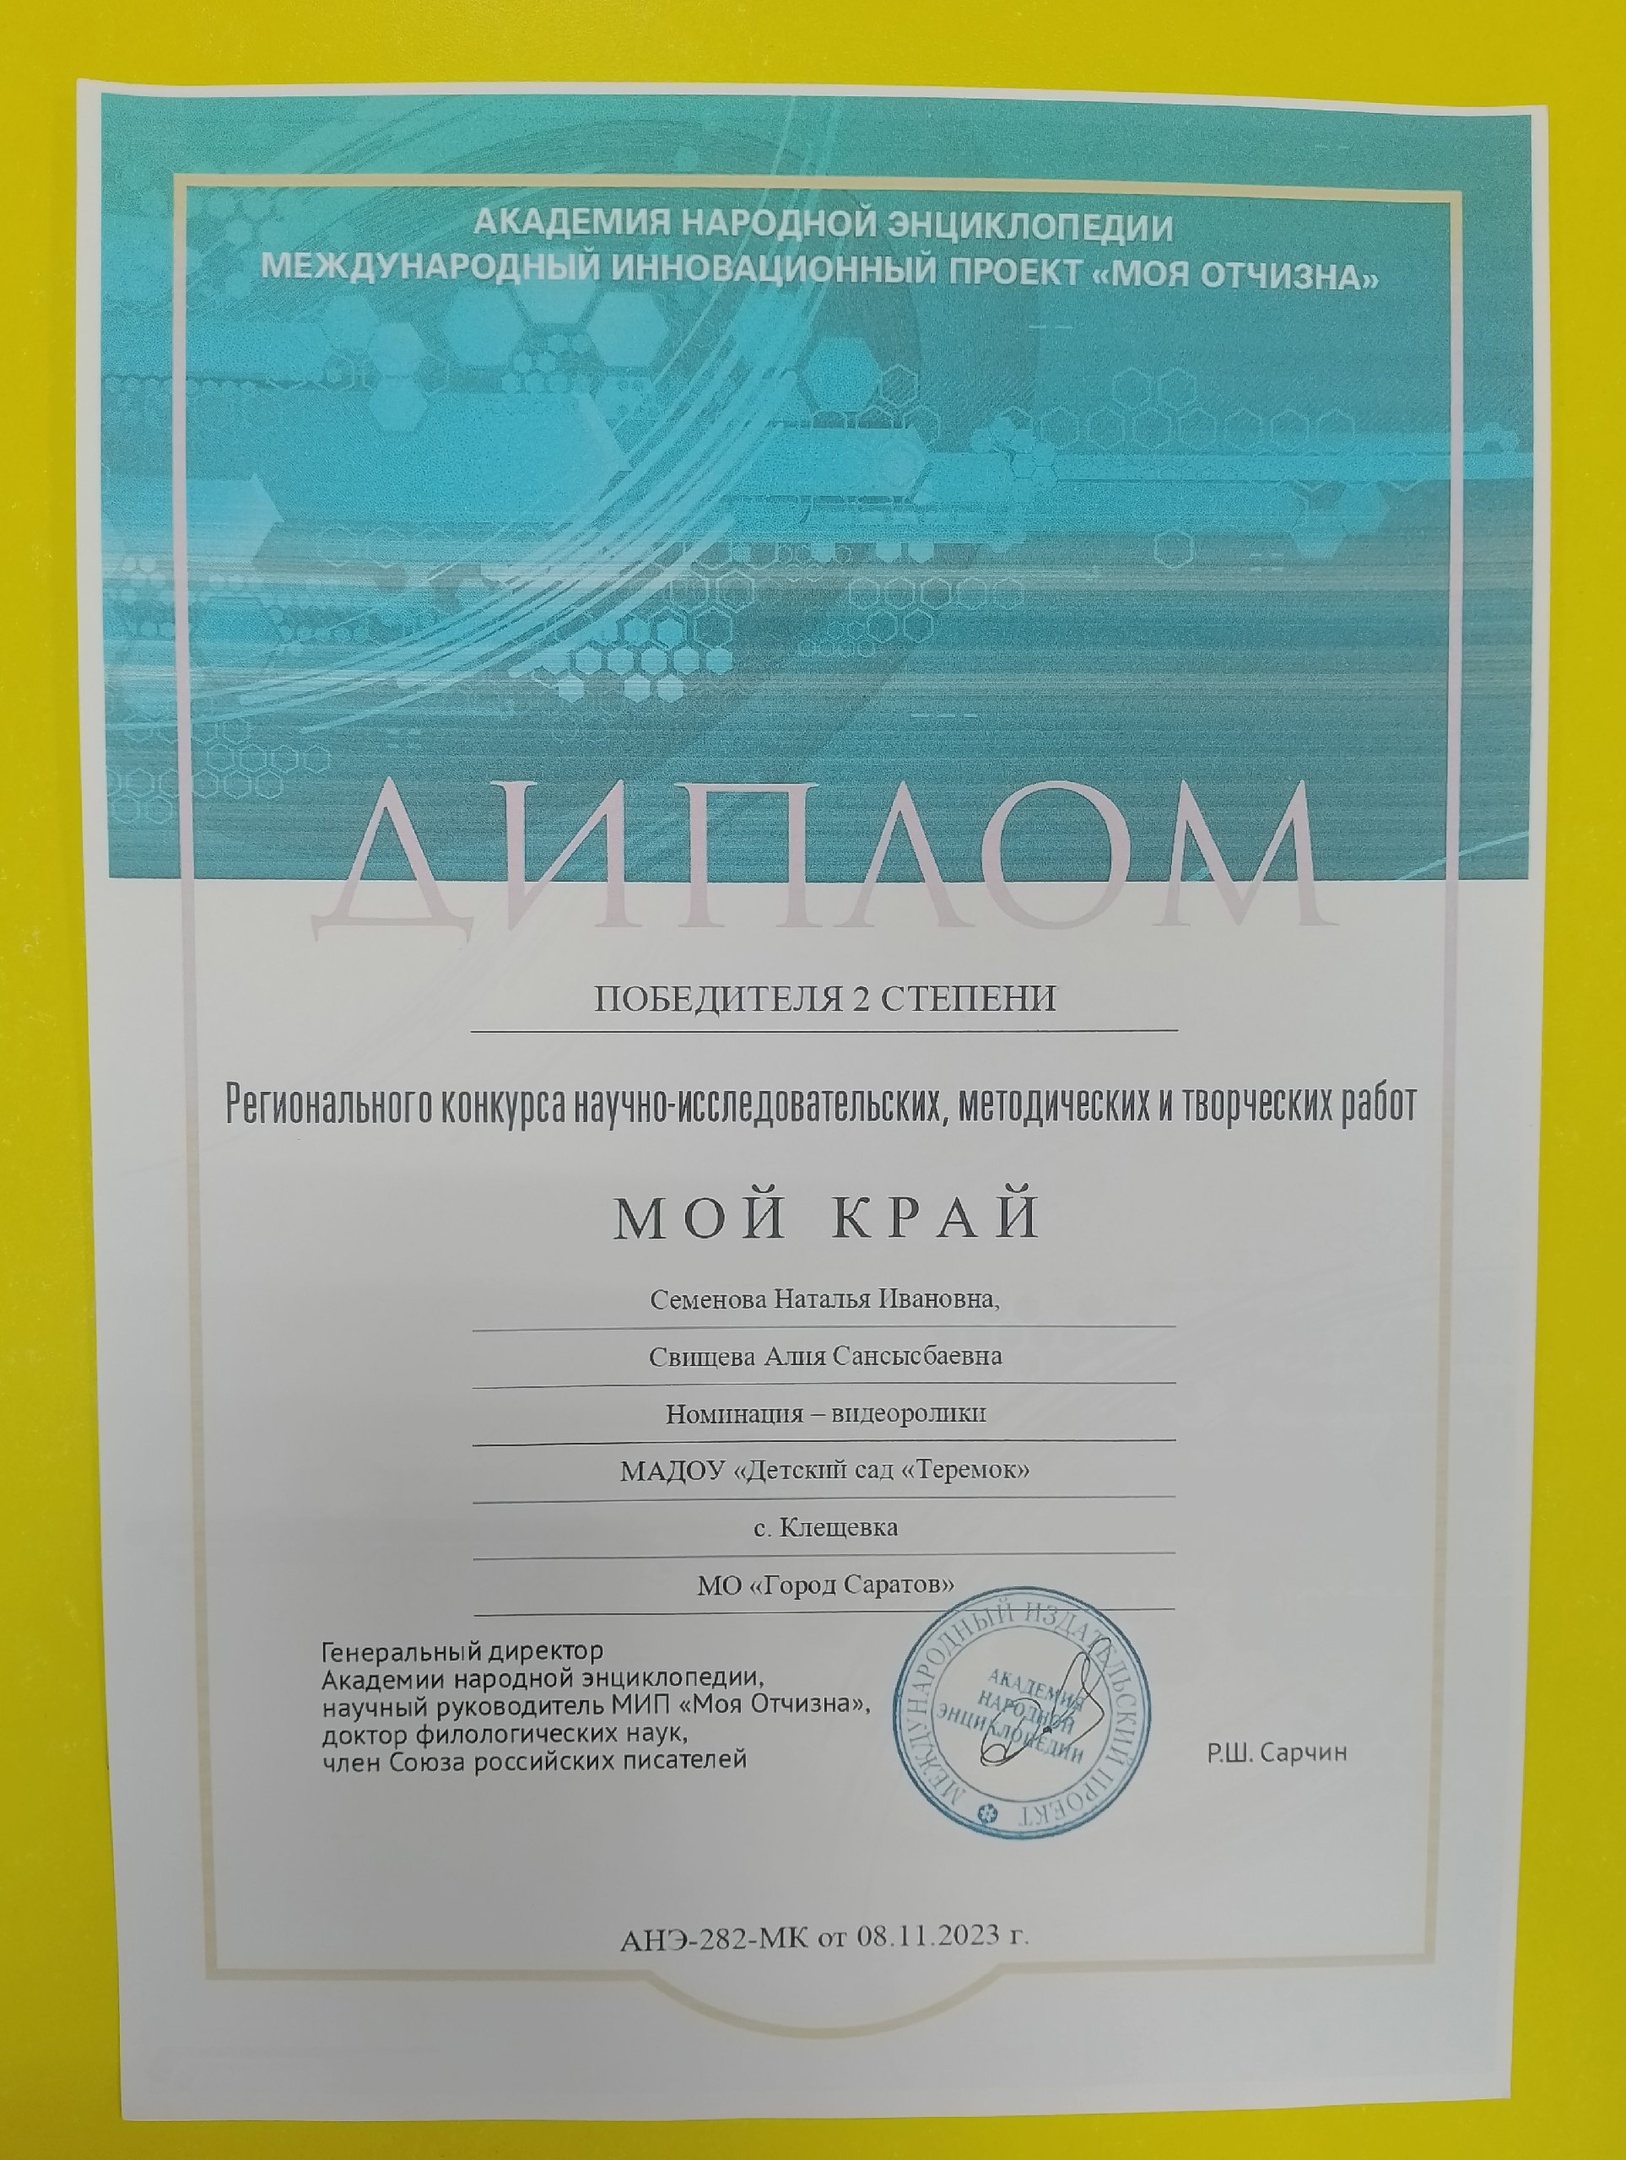 АКАДЕМИЯ НАРОДНОЙ ЭНЦИКЛОПЕДИИ
МЕЖДУНАРОДНЫЙ ИННОВАЦИОННЫЙ ПРОЕКТ «МОЯ ОТЧИЗНА»
ДИПЛОМ
ПОБЕДИТЕЛЯ 2 СТЕПЕНИ
Регионального конкурса научно-исследовательских, методических и творческих работ
МОЙ КРАЙ
Семенова Наталья Ивановна,
Свищева Алия Сансысбаевна
Номинация – видеоролики
МАДОУ «Детский сад «Теремок»
с. Клещевка
МО «Город Саратов»
Генеральный директор
Академии народной энциклопедии,
научный руководитель МИП «Моя Отчизна»,
доктор филологических наук,
член Союза российских писателей
МЕЖДУНАРОДНЫЙ ИЗДАТЕЛЬСКИЙ ПРОЕКТ
АКАДЕМИЯ
НАРОДНОЙ
ЭНЦИКЛОПЕДИИ
Р.Ш. Сарчин
АНЭ-282-МК от 08.11.2023 г.